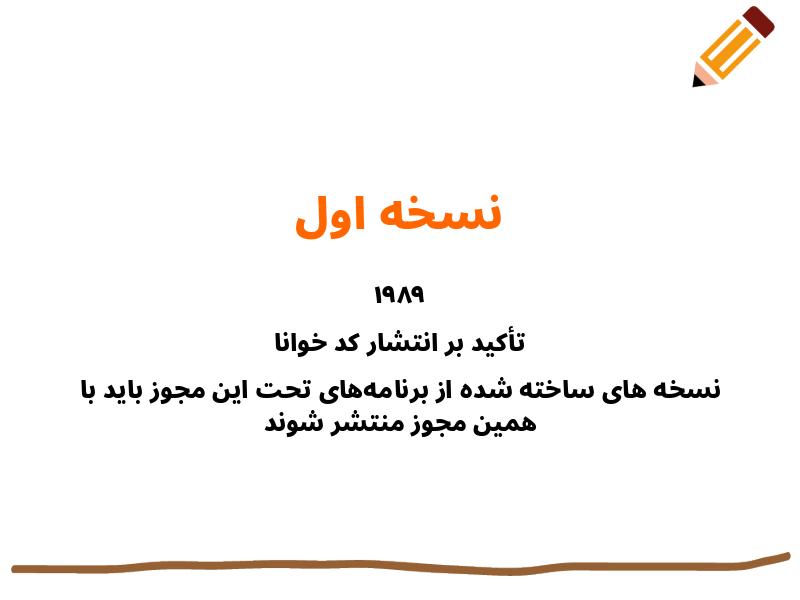 نسخه اول
۱۹۸۹
تأکید بر انتشار کد خوانا
نسخه های ساخته شده از برنامه‌های تحت این مجوز باید با
همین مجوز منتشر شوند